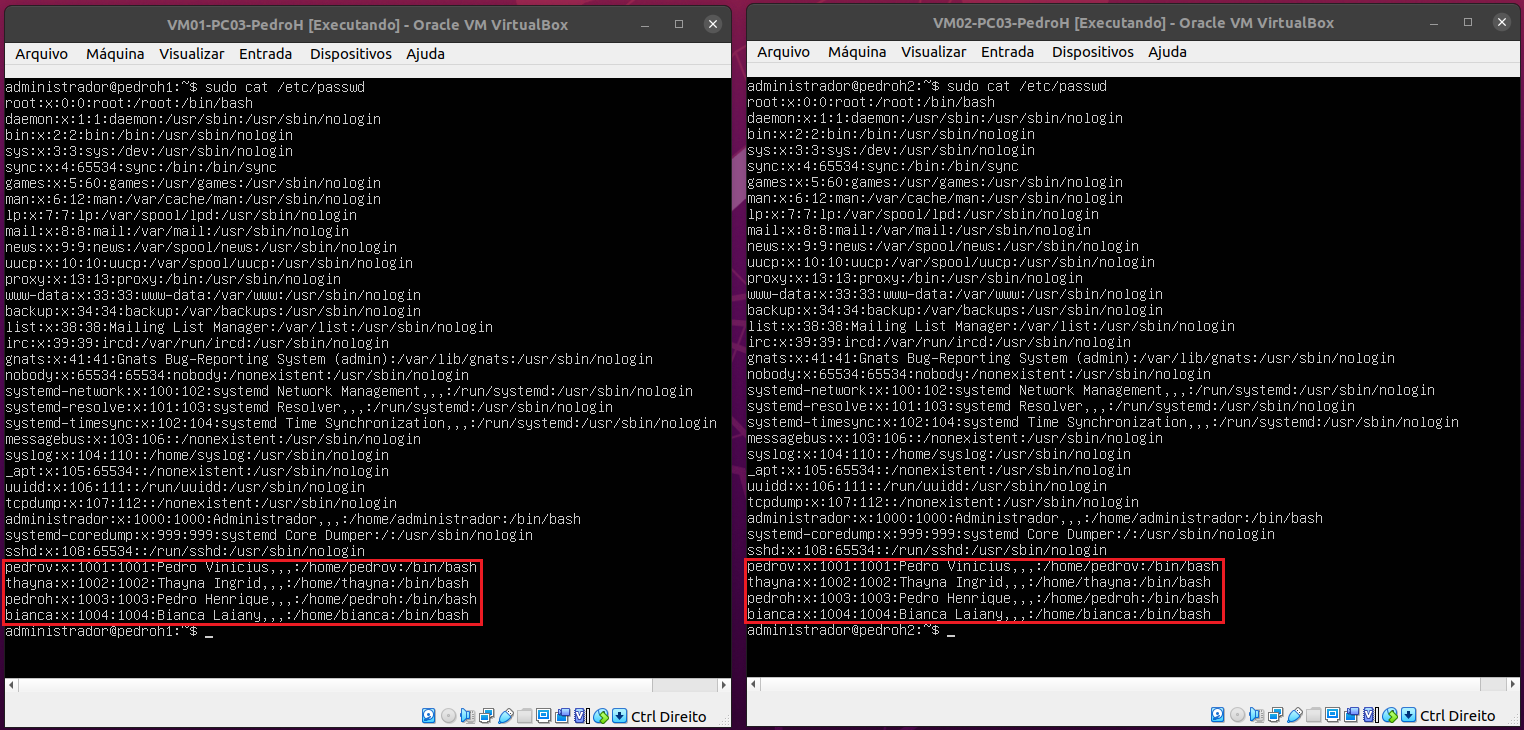 VM01-PC03-PedroH [Executando] - Oracle VM VirtualBox
Arquivo Máquina Visualizar Entrada Dispositivos Ajuda
administrador@pedroh1:~$ sudo cat /etc/passwd
root:x:0:0:root:/root:/bin/bash
daemon:x:1:1:daemon:/usr/sbin:/usr/sbin/nologin
bin:x:2:2:bin:/bin:/usr/sbin/nologin
sys:x:3:3:sys:/dev:/usr/sbin/nologin
sync:x:4:65534:sync:/bin:/bin/sync
games:x:5:60:games:/usr/games:/usr/sbin/nologin
man:x:6:12:man:/var/cache/man:/usr/sbin/nologin
lp:x:7:7:lp:/var/spool/lpd:/usr/sbin/nologin
mail:x:8:8:mail:/var/mail:/usr/sbin/nologin
news:x:9:9:news:/var/spool/news:/usr/sbin/nologin
uucp:x:10:10:uucp:/var/spool/uucp:/usr/sbin/nologin
proxy:x:13:13:proxy:/bin:/usr/sbin/nologin
www-data:x:33:33:www-data:/var/www:/usr/sbin/nologin
backup:x:34:34:backup:/var/backups:/usr/sbin/nologin
list:x:38:38:Mailing List Manager:/var/list:/usr/sbin/nologin
irc:x:39:39:ircd:/var/run/ircd:/usr/sbin/nologin
gnats:x:41:41:Gnats Bug-Reporting System (admin):/var/lib/gnats:/usr/sbin/nologin
nobody:x:65534:65534:nobody:/nonexistent:/usr/sbin/nologin
systemd-network:x:100:102:systemd Network Management,,,:/run/systemd:/usr/sbin/nologin
systemd-resolve:x:101:103:systemd Resolver,,,:/run/systemd:/usr/sbin/nologin
systemd-timesync:x:102:104:systemd Time Synchronization,,,:/run/systemd:/usr/sbin/nologin
messagebus:x:103:106::/nonexistent:/usr/sbin/nologin
syslog:x:104:110::/home/syslog:/usr/sbin/nologin
_apt:x:105:65534::/nonexistent:/usr/sbin/nologin
uuidd:x:106:111::/run/uuidd:/usr/sbin/nologin
tcpdump:x:107:112::/nonexistent:/usr/sbin/nologin
administrador:x:1000:1000:Administrador,,,:/home/administrador:/bin/bash
systemd-coredump:x:999:999:systemd Core Dumper:/:/usr/sbin/nologin
sshd:x:108:65534::/run/sshd:/usr/sbin/nologin
pedrov:x:1001:1001:Pedro Vinicius,,,:/home/pedrov:/bin/bash
thayna:x:1002:1002:Thayna Ingrid,,,:/home/thayna:/bin/bash
pedroh:x:1003:1003:Pedro Henrique,,,:/home/pedroh:/bin/bash
bianca:x:1004:1004:Bianca Laiany,,,:/home/bianca:/bin/bash
administrador@pedroh1:~$ _
Ctrl Direito
VM02-PC03-PedroH [Executando] - Oracle VM VirtualBox
Arquivo Máquina Visualizar Entrada Dispositivos Ajuda
administrador@pedroh2:~$ sudo cat /etc/passwd
root:x:0:0:root:/root:/bin/bash
daemon:x:1:1:daemon:/usr/sbin:/usr/sbin/nologin
bin:x:2:2:bin:/bin:/usr/sbin/nologin
sys:x:3:3:sys:/dev:/usr/sbin/nologin
sync:x:4:65534:sync:/bin:/bin/sync
games:x:5:60:games:/usr/games:/usr/sbin/nologin
man:x:6:12:man:/var/cache/man:/usr/sbin/nologin
lp:x:7:7:lp:/var/spool/lpd:/usr/sbin/nologin
mail:x:8:8:mail:/var/mail:/usr/sbin/nologin
news:x:9:9:news:/var/spool/news:/usr/sbin/nologin
uucp:x:10:10:uucp:/var/spool/uucp:/usr/sbin/nologin
proxy:x:13:13:proxy:/bin:/usr/sbin/nologin
www-data:x:33:33:www-data:/var/www:/usr/sbin/nologin
backup:x:34:34:backup:/var/backups:/usr/sbin/nologin
list:x:38:38:Mailing List Manager:/var/list:/usr/sbin/nologin
irc:x:39:39:ircd:/var/run/ircd:/usr/sbin/nologin
gnats:x:41:41:Gnats Bug-Reporting System (admin):/var/lib/gnats:/usr/sbin/nologin
nobody:x:65534:65534:nobody:/nonexistent:/usr/sbin/nologin
systemd-network:x:100:102:systemd Network Management,,,:/run/systemd:/usr/sbin/nologin
systemd-resolve:x:101:103:systemd Resolver,,,:/run/systemd:/usr/sbin/nologin
systemd-timesync:x:102:104:systemd Time Synchronization,,,:/run/systemd:/usr/sbin/nologin
messagebus:x:103:106::/nonexistent:/usr/sbin/nologin
syslog:x:104:110::/home/syslog:/usr/sbin/nologin
_apt:x:105:65534::/nonexistent:/usr/sbin/nologin
uuidd:x:106:111::/run/uuidd:/usr/sbin/nologin
tcpdump:x:107:112::/nonexistent:/usr/sbin/nologin
administrador:x:1000:1000:Administrador,,,:/home/administrador:/bin/bash
systemd-coredump:x:999:999:systemd Core Dumper:/:/usr/sbin/nologin
sshd:x:108:65534::/run/sshd:/usr/sbin/nologin
pedrov:x:1001:1001:Pedro Vinicius,,,:/home/pedrov:/bin/bash
thayna:x:1002:1002:Thayna Ingrid,,,:/home/thayna:/bin/bash
pedroh:x:1003:1003:Pedro Henrique,,,:/home/pedroh:/bin/bash
bianca:x:1004:1004:Bianca Laiany,,,:/home/bianca:/bin/bash
administrador@pedroh2:~$ _
Ctrl Direito